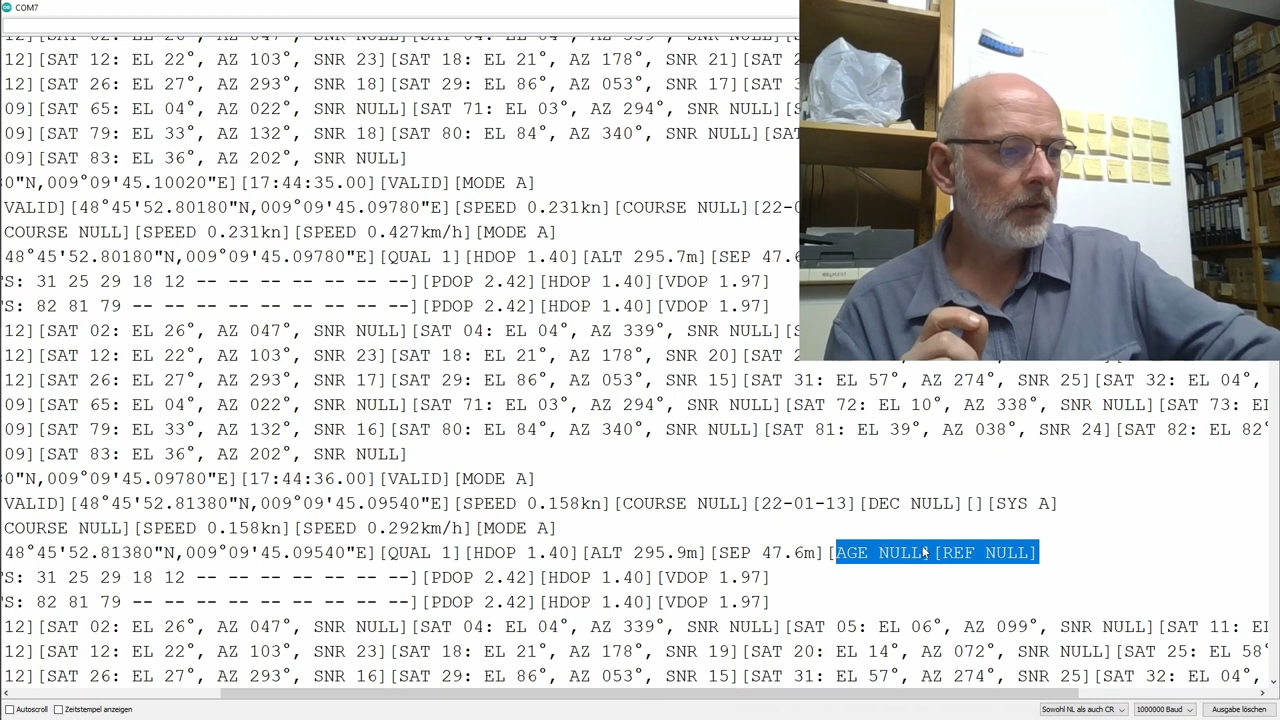 COM7
12][SAT 02: EL 26°, AZ 047°, SNR NULL][SAT 04: EL 04°, AZ 339°, SNR NULL][S
12][SAT 12: EL 22°, AZ 103°, SNR 23][SAT 18: EL 21°, AZ 178°, SNR 21][SAT 2
12][SAT 26: EL 27°, AZ 293°, SNR 18][SAT 29: EL 86°, AZ 053°, SNR 17][SAT 3
09][SAT 65: EL 04°, AZ 022°, SNR NULL][SAT 71: EL 03°, AZ 294°, SNR NULL][S
09][SAT 79: EL 33°, AZ 132°, SNR 18][SAT 80: EL 84°, AZ 340°, SNR NULL][SA
09][SAT 83: EL 36°, AZ 202°, SNR NULL]
0"N,009°09'45.10020"E][17:44:35.00][VALID][MODE A]
VALID][48°45'52.80180"N,009°09'45.09780"E][SPEED 0.231kn][COURSE NULL][22-0
COURSE NULL][SPEED 0.231kn][SPEED 0.427km/h][MODE A]
48°45'52.80180"N,009°09'45.09780"E][QUAL 1][HDOP 1.40][ALT 295.7m][SEP 47.6
TS: 31 25 29 18 12 -- -- -- -- -- -- --][PDOP 2.42][HDOP 1.40][VDOP 1.97]
TS: 82 81 79 -- -- -- -- -- -- -- -- --][PDOP 2.42][HDOP 1.40][VDOP 1.97]
12][SAT 02: EL 26°, AZ 047°, SNR NULL][SAT 04: EL 04°, AZ 339°, SNR NULL][S
12][SAT 12: EL 22°, AZ 103°, SNR 23][SAT 18: EL 21°, AZ 178°, SNR 20][SAT 2
12][SAT 26: EL 27°, AZ 293°, SNR 17][SAT 29: EL 86°, AZ 053°, SNR 15][SAT 31: EL 57°, AZ 274°, SNR 25][SAT 32: EL 04°,
09][SAT 65: EL 04°, AZ 022°, SNR NULL][SAT 71: EL 03°, AZ 294°, SNR NULL][SAT 72: EL 10°, AZ 338°, SNR NULL][SAT 73: EL
09][SAT 79: EL 33°, AZ 132°, SNR 16][SAT 80: EL 84°, AZ 340°, SNR NULL][SAT 81: EL 39°, AZ 038°, SNR 24][SAT 82: EL 82°
09][SAT 83: EL 36°, AZ 202°, SNR NULL]
0"N,009°09'45.09780"E][17:44:36.00][VALID][MODE A]
VALID][48°45'52.81380"N,009°09'45.09540"E][SPEED 0.158kn][COURSE NULL][22-01-13][DEC NULL][][SYS A]
COURSE NULL][SPEED 0.158kn][SPEED 0.292km/h][MODE A]
48°45'52.81380"N,009°09'45.09540"E][QUAL 1][HDOP 1.40][ALT 295.9m][SEP 47.6m][AGE NULL][REF NULL]
TS: 31 25 29 18 12 -- -- -- -- -- -- --][PDOP 2.42][HDOP 1.40][VDOP 1.97]
TS: 82 81 79 -- -- -- -- -- -- -- -- --][PDOP 2.42][HDOP 1.40][VDOP 1.97]
12][SAT 02: EL 26°, AZ 047°, SNR NULL][SAT 04: EL 04°, AZ 339°, SNR NULL][SAT 05: EL 06°, AZ 099°, SNR NULL][SAT 11: EL
12][SAT 12: EL 22°, AZ 103°, SNR 23][SAT 18: EL 21°, AZ 178°, SNR 19][SAT 20: EL 14°, AZ 072°, SNR NULL][SAT 25: EL 58°
12][SAT 26: EL 27°, AZ 293°, SNR 16][SAT 29: EL 86°, AZ 053°, SNR 15][SAT 31: EL 57°, AZ 274°, SNR 25][SAT 32: EL 04°,
Autoscroll Zeitstempel anzeigen Sowohl NL als auch CR 1000000 Baud Ausgabe löschen